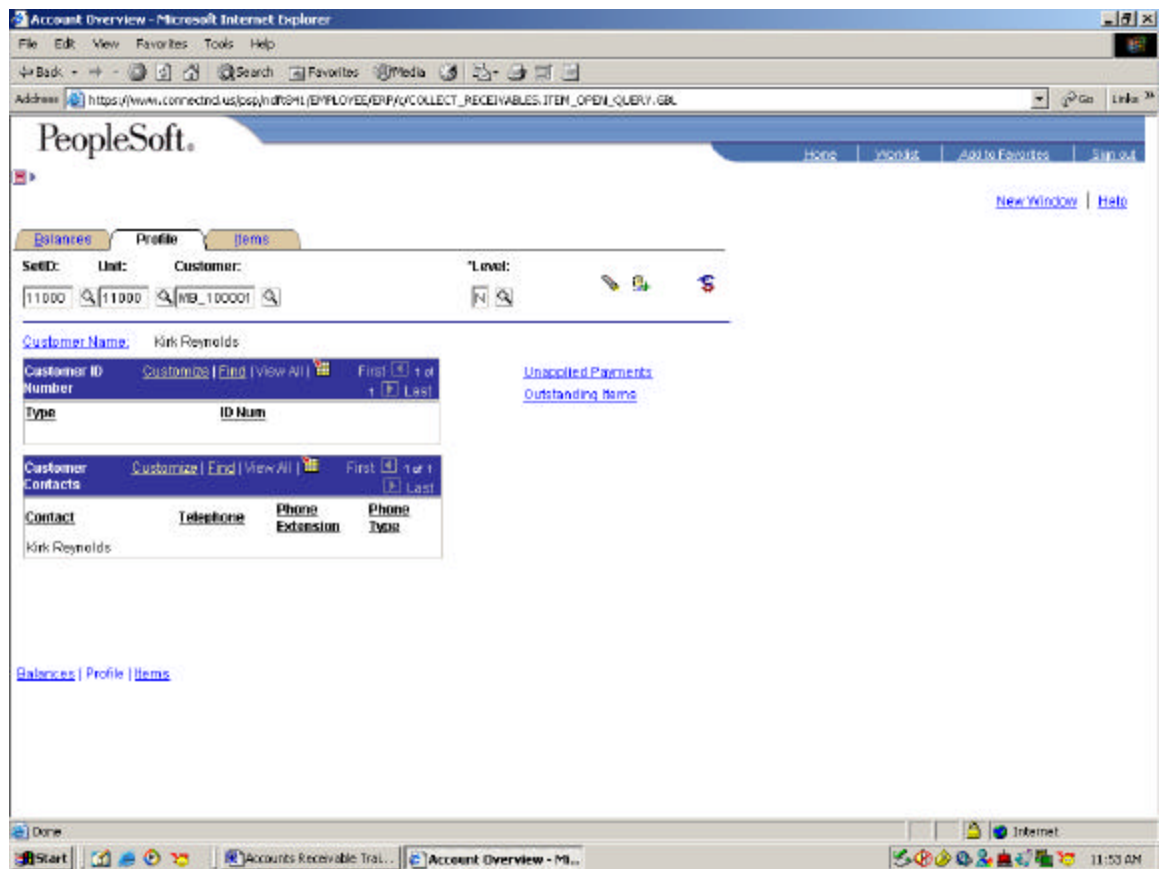 Account Overview - Microsoft Internet Explorer
File Edit View Favorites Tools Help
Back Search Favorites Media
Address https://www.connectnd.us/psp/ndfts941/EMPLOYEE/ERP/q/COLLECT_RECEIVABLES.ITEM_OPEN_QUERY.GBL Go Links »
PeopleSoft.
Home | Worklist | Add to Favorites | Sign out
New Window | Help
Balances Profile Items
SetID: Unit: Customer: *Level:
11000 11000 MB_100001 N
Customer Name: Kirk Reynolds
Customer ID Number Customize | Find | View All | First 1 of 1 Last
Unapplied Payments
Outstanding Items
Type ID Num
Customer Contacts Customize | Find | View All | First 1 of 1 Last
Contact Telephone Phone Extension Phone Type
Kirk Reynolds
Balances | Profile | Items
Done Internet
Start Accounts Receivable Trai... Account Overview - Mi... 11:53 AM